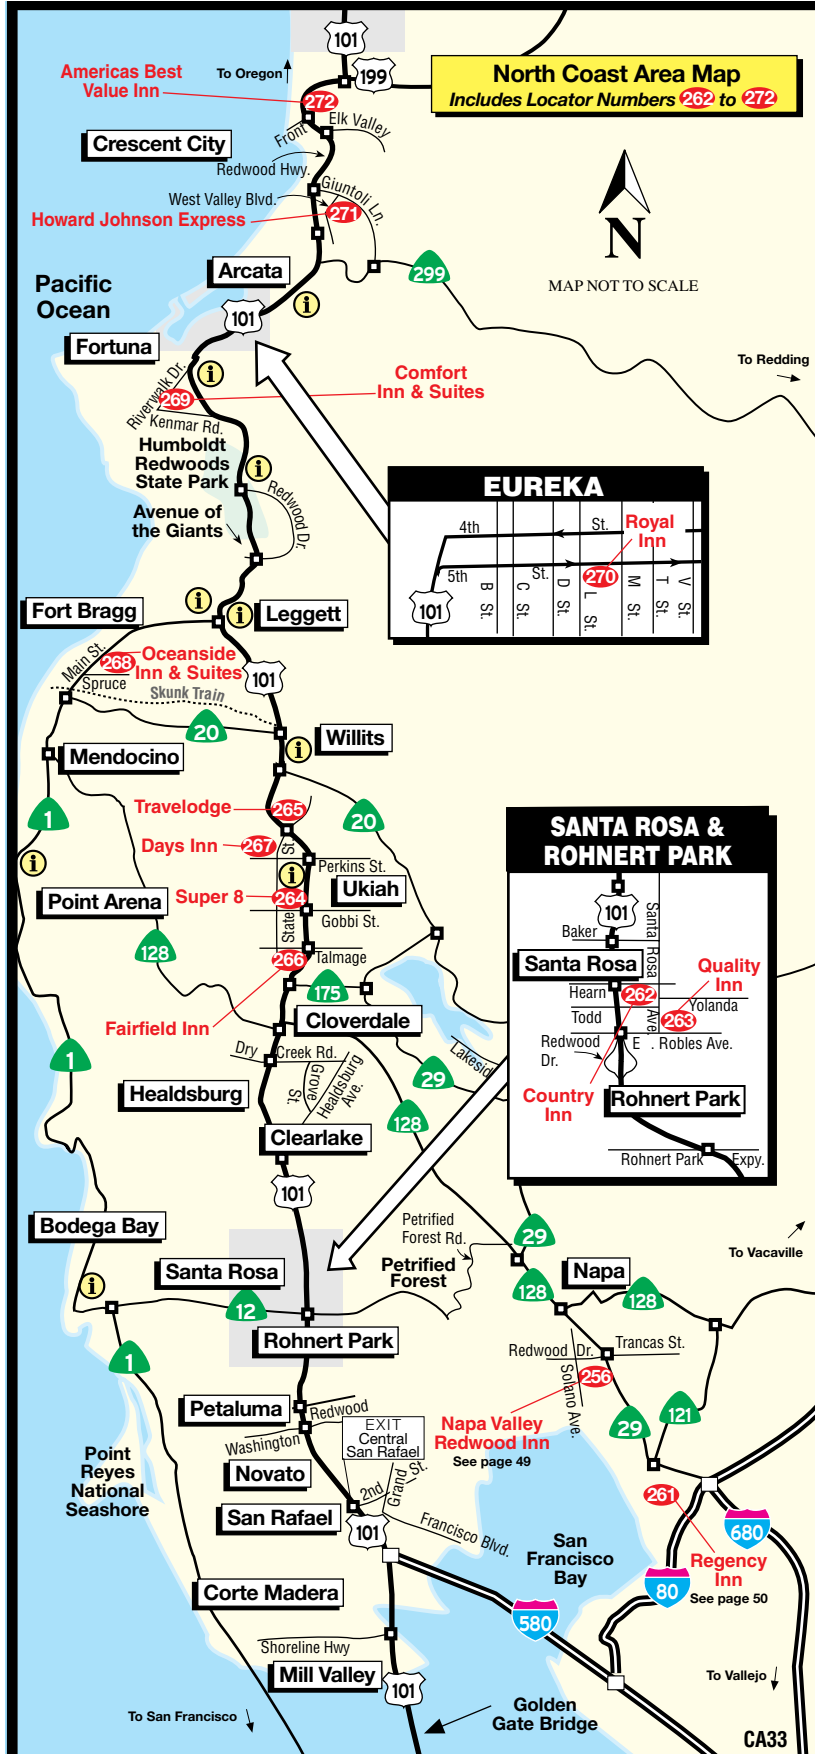 101
199
To Oregon
Americas Best
Value Inn
272
North Coast Area Map
Includes Locator Numbers 262 to 272
Front
Elk Valley
Crescent City
Redwood Hwy.
Giuntoli Ln.
West Valley Blvd.
271
Howard Johnson Express
N
MAP NOT TO SCALE
Arcata
299
Pacific
Ocean
i
101
Fortuna
To Redding
i
Riverwalk Dr.
269
Comfort
Inn & Suites
Kenmar Rd.
Humboldt
Redwoods
State Park
i
Redwood Dr.
Avenue of
the Giants
EUREKA
4th
St.
Royal
Inn
5th
St.
270
101
B St.
C St.
D St.
L St.
M St.
T St.
V St.
i
Fort Bragg
i
Leggett
Main St.
268
Oceanside
Inn & Suites
Spruce
Skunk Train
101
20
i
Willits
Mendocino
1
Travelodge
265
20
Days Inn
267
St.
i
Perkins St.
i
Super 8
264
Ukiah
Point Arena
State
Gobbi St.
128
266
Talmage
175
Fairfield Inn
Cloverdale
SANTA ROSA &
ROHNERT PARK
101
Santa Rosa Ave.
Baker
Santa Rosa
Quality
Inn
Hearn
262
Yolanda
Todd
263
Redwood
Dr.
E . Robles Ave.
Country
Inn
Rohnert Park
Rohnert Park Expy.
1
Dry Creek Rd.
Lakeside
Grove St.
Healdsburg Ave.
29
Healdsburg
128
Clearlake
101
Bodega Bay
Petrified
Forest Rd.
29
To Vacaville
Petrified
Forest
Santa Rosa
Napa
i
128
128
12
Rohnert Park
1
Redwood Dr.
Trancas St.
Solano Ave.
256
Petaluma
Redwood
Washington
EXIT
Central
San Rafael
Napa Valley
Redwood Inn
See page 49
29
121
Point
Reyes
National
Seashore
Novato
2nd
St.
Grand
261
San Rafael
101
Francisco Blvd.
San
Francisco
Bay
680
Regency
Inn
See page 50
80
Corte Madera
580
Shoreline Hwy
Mill Valley
101
To Vallejo
To San Francisco
Golden
Gate Bridge
CA33